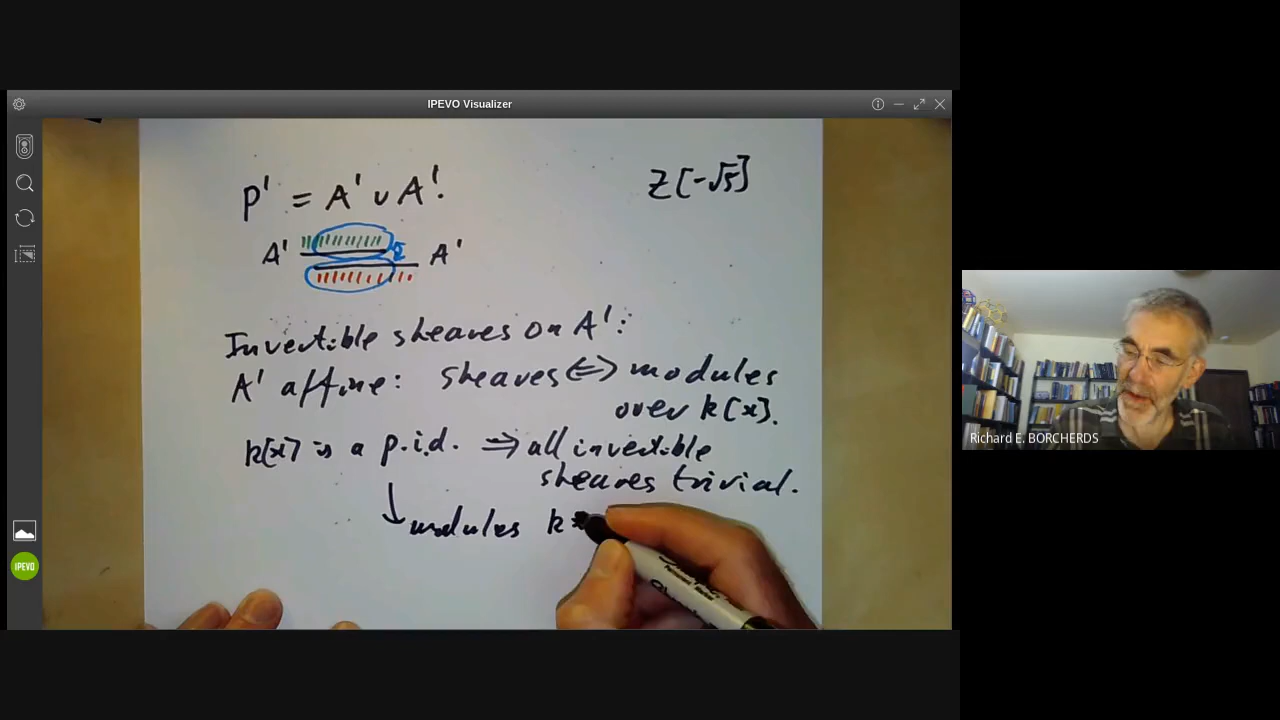 IPEVO Visualizer
P¹ = A¹ ∪ A¹.
Z[-√5]
A¹ A¹
Invertible sheaves on A¹:
A¹ affine: sheaves ⇔ modules
over k[x].
k[x] is a p.i.d. ⇒ all invertible
sheaves trivial.
↓ modules k
Richard E. BORCHERDS
IPEVO